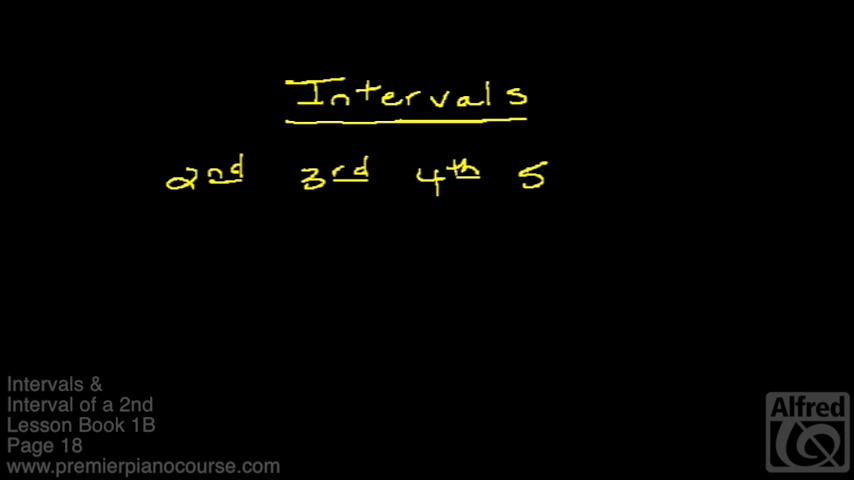 Intervals
2nd 3rd 4th 5
Intervals &
Interval of a 2nd
Lesson Book 1B
Page 18
www.premierpianocourse.com
Alfred